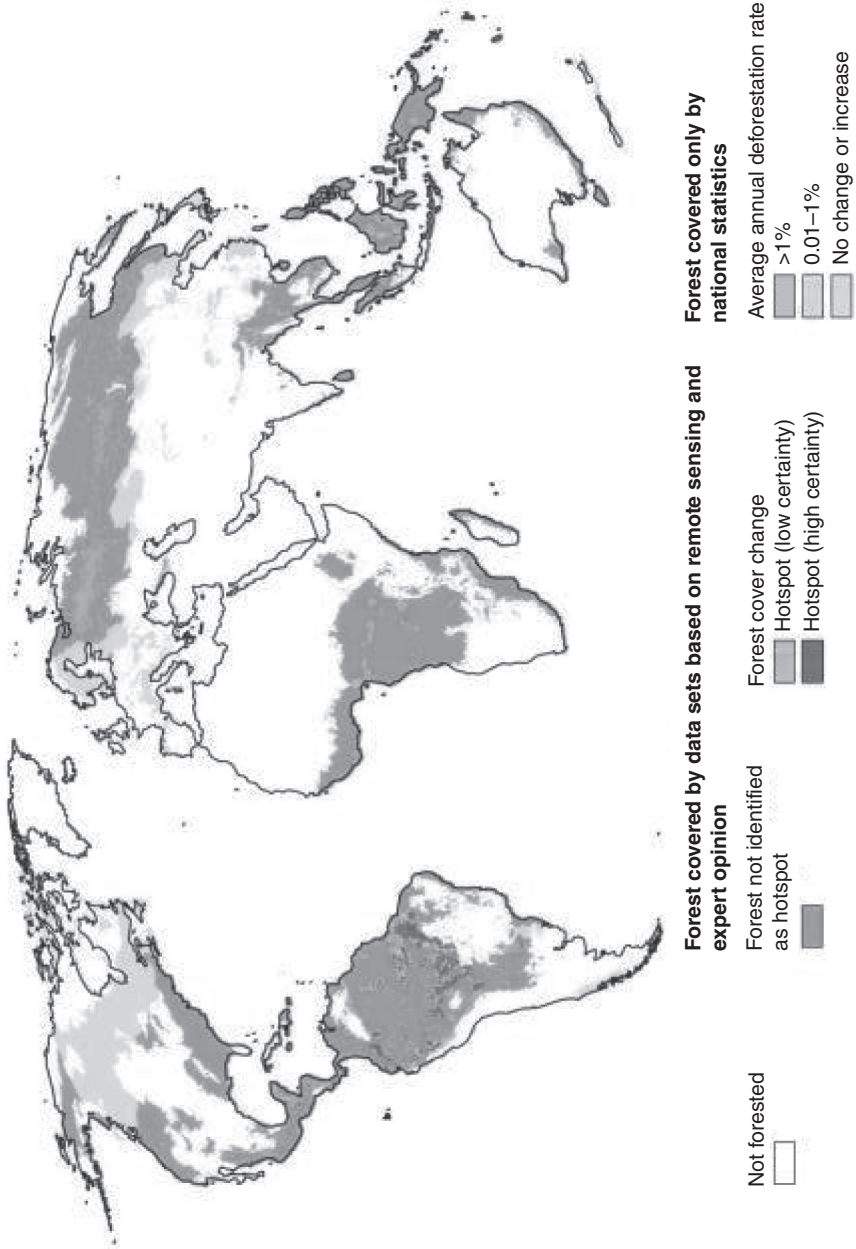 Not forested
Forest covered by data sets based on remote sensing and
expert opinion
Forest not identified
as hotspot
Forest cover change
Hotspot (low certainty)
Hotspot (high certainty)
Forest covered only by
national statistics
Average annual deforestation rate
>1%
0.01–1%
No change or increase